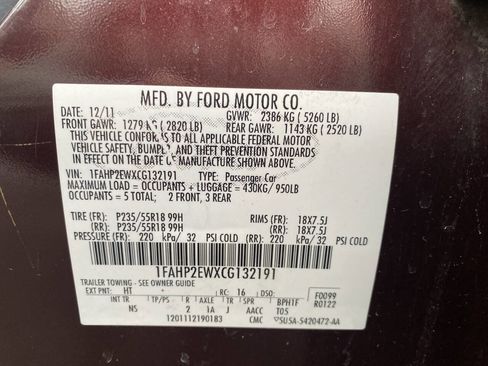 MFD. BY FORD MOTOR CO.
DATE: 12/11 GVWR: 2386 KG ( 5260 LB)
FRONT GAWR: 1279 KG ( 2820 LB) REAR GAWR: 1143 KG ( 2520 LB)
THIS VEHICLE CONFORMS TO ALL APPLICABLE FEDERAL MOTOR
VEHICLE SAFETY, BUMPER, AND THEFT PREVENTION STANDARDS
IN EFFECT ON THE DATE OF MANUFACTURE SHOWN ABOVE.
VIN: 1FAHP2EWXCG132191 TYPE: Passenger Car
MAXIMUM LOAD = OCCUPANTS + LUGGAGE = 430KG/ 950LB
OCCUPANTS = 5 TOTAL; 2 FRONT, 3 REAR
TIRE (FR): P235/55R18 99H RIMS (FR): 18X7.5J
(RR): P235/55R18 99H (RR): 18X7.5J
PRESSURE (FR): 220 kPa/ 32 PSI COLD (RR): 220 kPa/ 32 PSI COLD
1FAHP2EWXCG132191
TRAILER TOWING - SEE OWNER GUIDE
EXT PNT: HT RC: 16 DSO: F0099
INT TR TP/PS R AXLE TR SPR BPH1F R0122
NS 2 1A J AACC T05
1201112190183 CMC ▽SU5A-5420472-AA